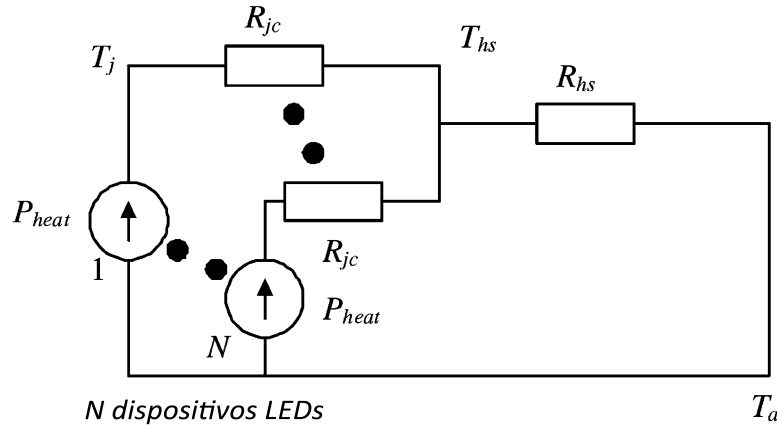 R_jc
T_j
T_hs
R_hs
P_heat
1
R_jc
P_heat
N
N dispositivos LEDs
T_a